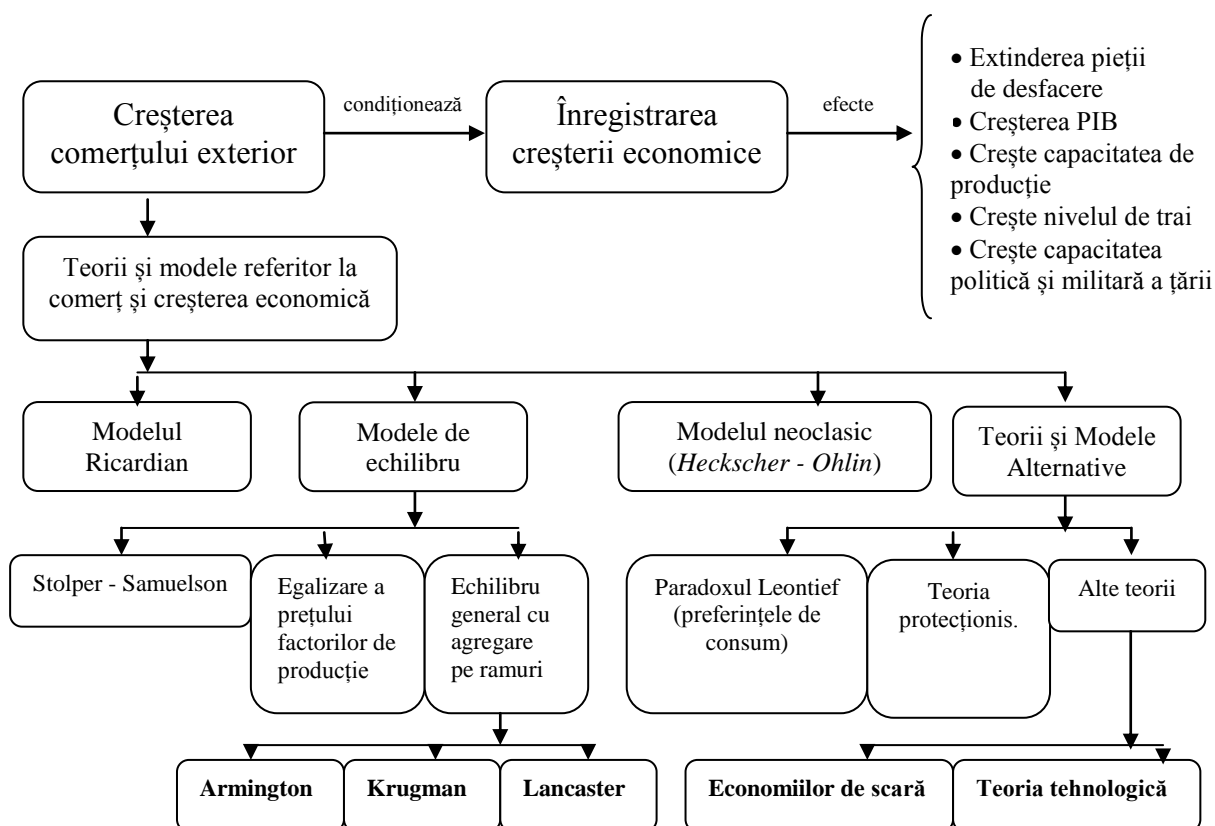 Creșterea
comerțului exterior
condiționează
Înregistrarea
creșterii economice
efecte
• Extinderea pieții
de desfacere
• Creșterea PIB
• Crește capacitatea de
producție
• Crește nivelul de trai
• Crește capacitatea
politică și militară a țării
Teorii și modele referitor la
comerț și creșterea economică
Modelul
Ricardian
Modele de
echilibru
Modelul neoclasic
(Heckscher - Ohlin)
Teorii și Modele
Alternative
Stolper - Samuelson
Egalizare a
prețului
factorilor de
producție
Echilibru
general cu
agregare
pe ramuri
Paradoxul Leontief
(preferințele de
consum)
Teoria
protecționis.
Alte teorii
Armington
Krugman
Lancaster
Economiilor de scară
Teoria tehnologică